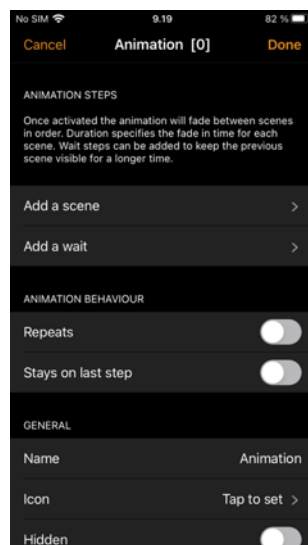 No SIM 9.19 82 %
Cancel Animation [0] Done
ANIMATION STEPS
Once activated the animation will fade between scenes
in order. Duration specifies the fade in time for each
scene. Wait steps can be added to keep the previous
scene visible for a longer time.
Add a scene
Add a wait
ANIMATION BEHAVIOUR
Repeats
Stays on last step
GENERAL
Name Animation
Icon Tap to set
Hidden